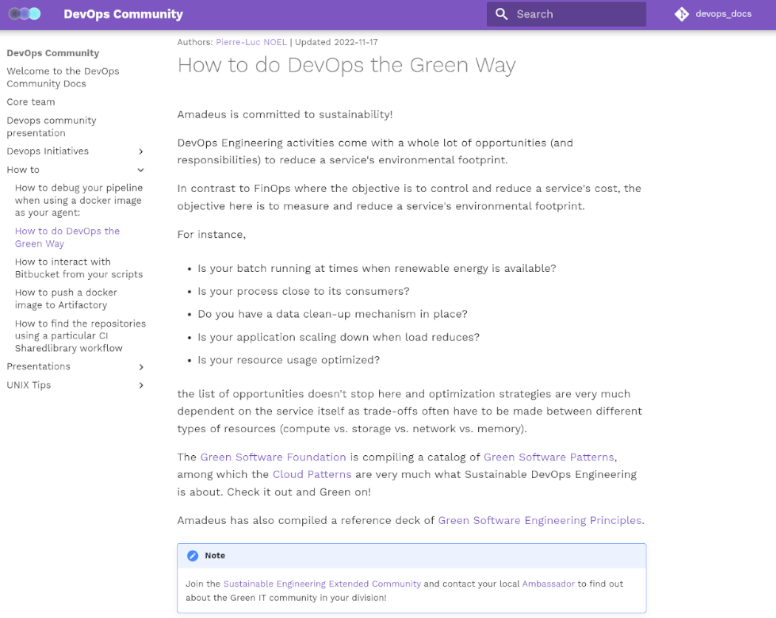 DevOps Community
Search
devops_docs
DevOps Community
Welcome to the DevOps
Community Docs
Core team
Devops community
presentation
Devops Initiatives
How to
How to debug your pipeline
when using a docker image
as your agent:
How to do DevOps the
Green Way
How to interact with
Bitbucket from your scripts
How to push a docker
image to Artifactory
How to find the repositories
using a particular CI
Sharedlibrary workflow
Presentations
UNIX Tips
Authors: Pierre-Luc NOEL | Updated 2022-11-17
How to do DevOps the Green Way
Amadeus is committed to sustainability!
DevOps Engineering activities come with a whole lot of opportunities (and
responsibilities) to reduce a service's environmental footprint.
In contrast to FinOps where the objective is to control and reduce a service's cost, the
objective here is to measure and reduce a service's environmental footprint.
For instance,
• Is your batch running at times when renewable energy is available?
• Is your process close to its consumers?
• Do you have a data clean-up mechanism in place?
• Is your application scaling down when load reduces?
• Is your resource usage optimized?
the list of opportunities doesn't stop here and optimization strategies are very much
dependent on the service itself as trade-offs often have to be made between different
types of resources (compute vs. storage vs. network vs. memory).
The Green Software Foundation is compiling a catalog of Green Software Patterns,
among which the Cloud Patterns are very much what Sustainable DevOps Engineering
is about. Check it out and Green on!
Amadeus has also compiled a reference deck of Green Software Engineering Principles.
Note
Join the Sustainable Engineering Extended Community and contact your local Ambassador to find out
about the Green IT community in your division!